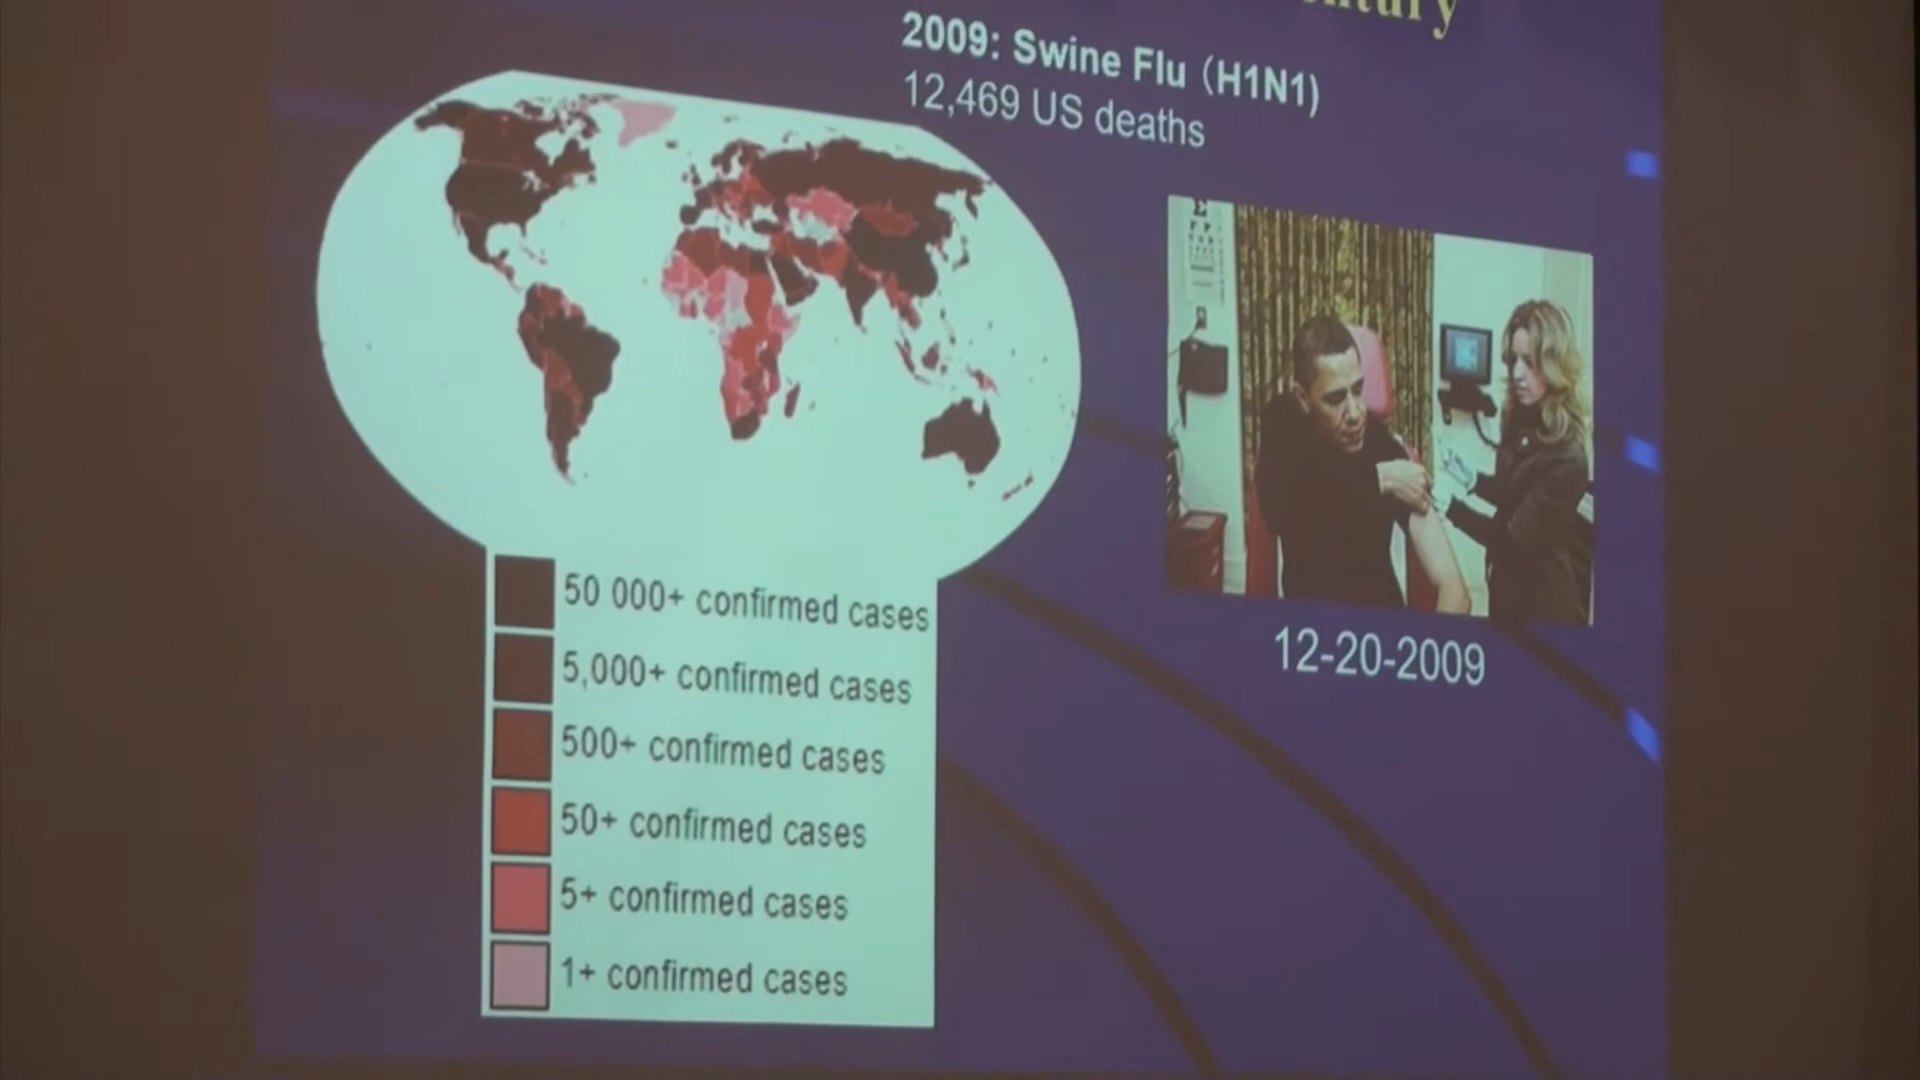 2009: Swine Flu (H1N1)
12,469 US deaths
50 000+ confirmed cases
5,000+ confirmed cases
500+ confirmed cases
50+ confirmed cases
5+ confirmed cases
1+ confirmed cases
12-20-2009